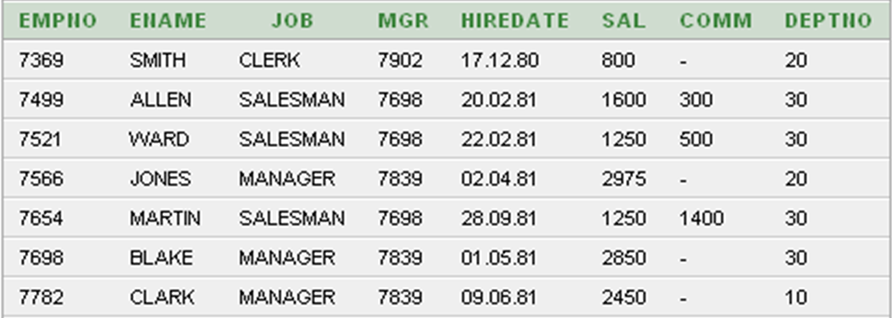 EMPNO ENAME JOB MGR HIREDATE SAL COMM DEPTNO
7369 SMITH CLERK 7902 17.12.80 800 - 20
7499 ALLEN SALESMAN 7698 20.02.81 1600 300 30
7521 WARD SALESMAN 7698 22.02.81 1250 500 30
7566 JONES MANAGER 7839 02.04.81 2975 - 20
7654 MARTIN SALESMAN 7698 28.09.81 1250 1400 30
7698 BLAKE MANAGER 7839 01.05.81 2850 - 30
7782 CLARK MANAGER 7839 09.06.81 2450 - 10